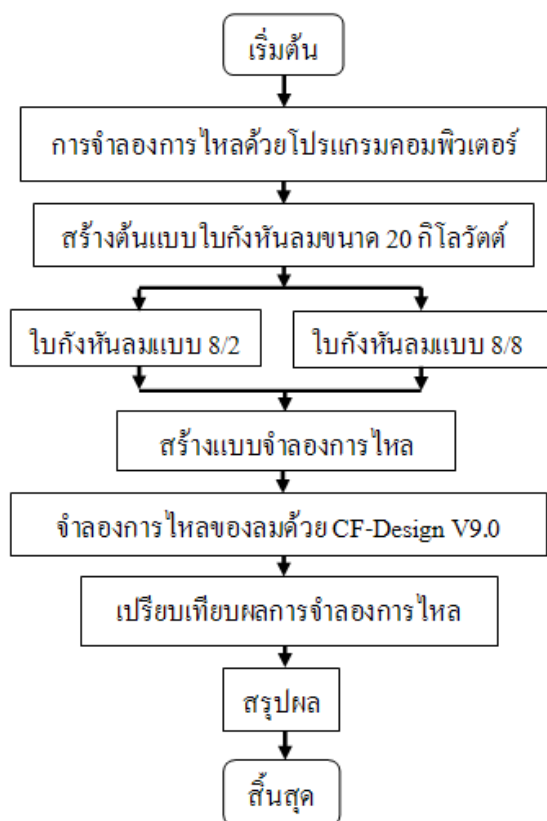 เริ่มต้น
การจำลองการไหลด้วยโปรแกรมคอมพิวเตอร์
สร้างต้นแบบใบกังหันลมขนาด 20 กิโลวัตต์
ใบกังหันลมแบบ 8/2
ใบกังหันลมแบบ 8/8
สร้างแบบจำลองการไหล
จำลองการไหลของลมด้วย CF-Design V9.0
เปรียบเทียบผลการจำลองการไหล
สรุปผล
สิ้นสุด